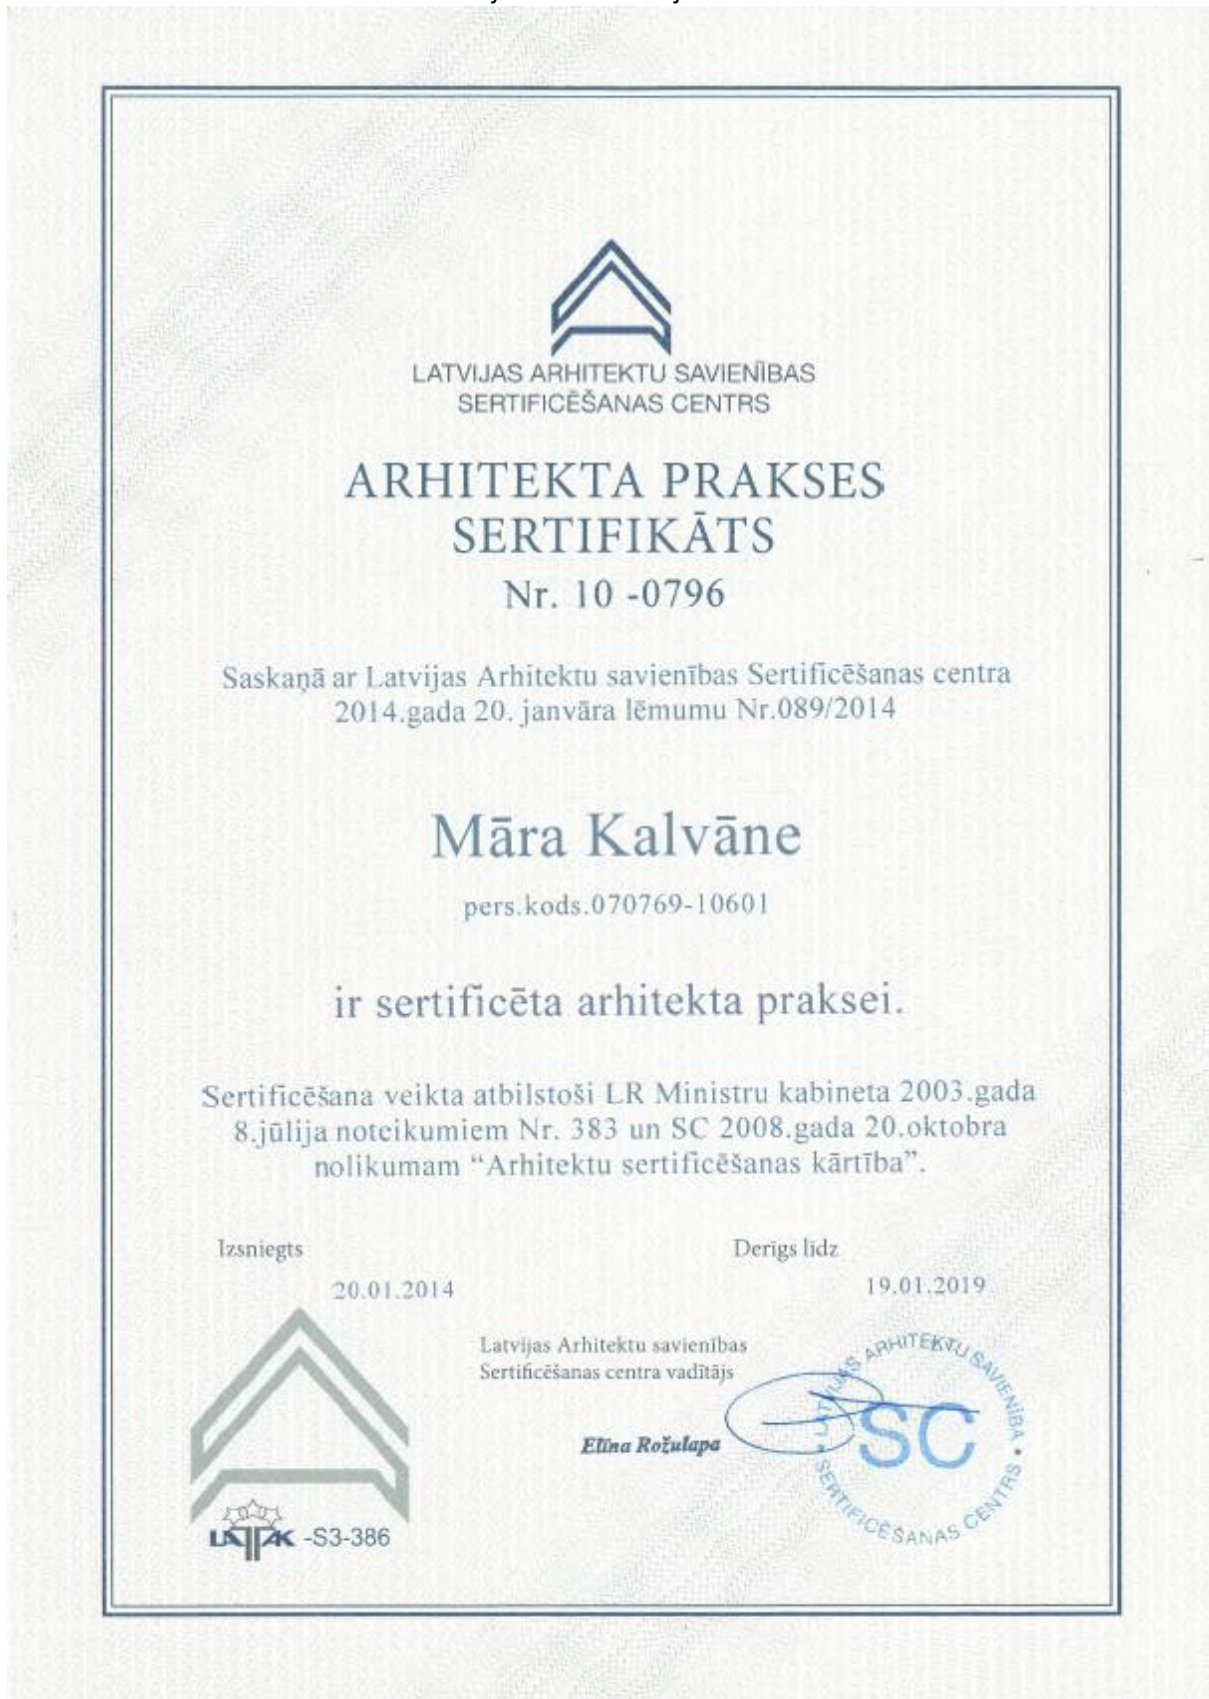 LATVIJAS ARHITEKTU SAVIENĪBAS
SERTIFICĒŠANAS CENTRS
ARHITEKTA PRAKSES
SERTIFIKĀTS
Nr. 10 -0796
Saskaņā ar Latvijas Arhitektu savienības Sertificēšanas centra
2014.gada 20. janvāra lēmumu Nr.089/2014
Māra Kalvāne
pers.kods.070769-10601
ir sertificēta arhitekta praksei.
Sertificēšana veikta atbilstoši LR Ministru kabineta 2003.gada
8.jūlija noteikumiem Nr. 383 un SC 2008.gada 20.oktobra
nolikumam “Arhitektu sertificēšanas kārtība”.
Izsniegts
20.01.2014
Derīgs līdz
19.01.2019
Latvijas Arhitektu savienības
Sertificēšanas centra vadītājs
Elīna Rožulapa
LATVIJAS ARHITEKTU SAVIENĪBA •
SERTIFICĒŠANAS CENTRS •
SC
LATAK -S3-386